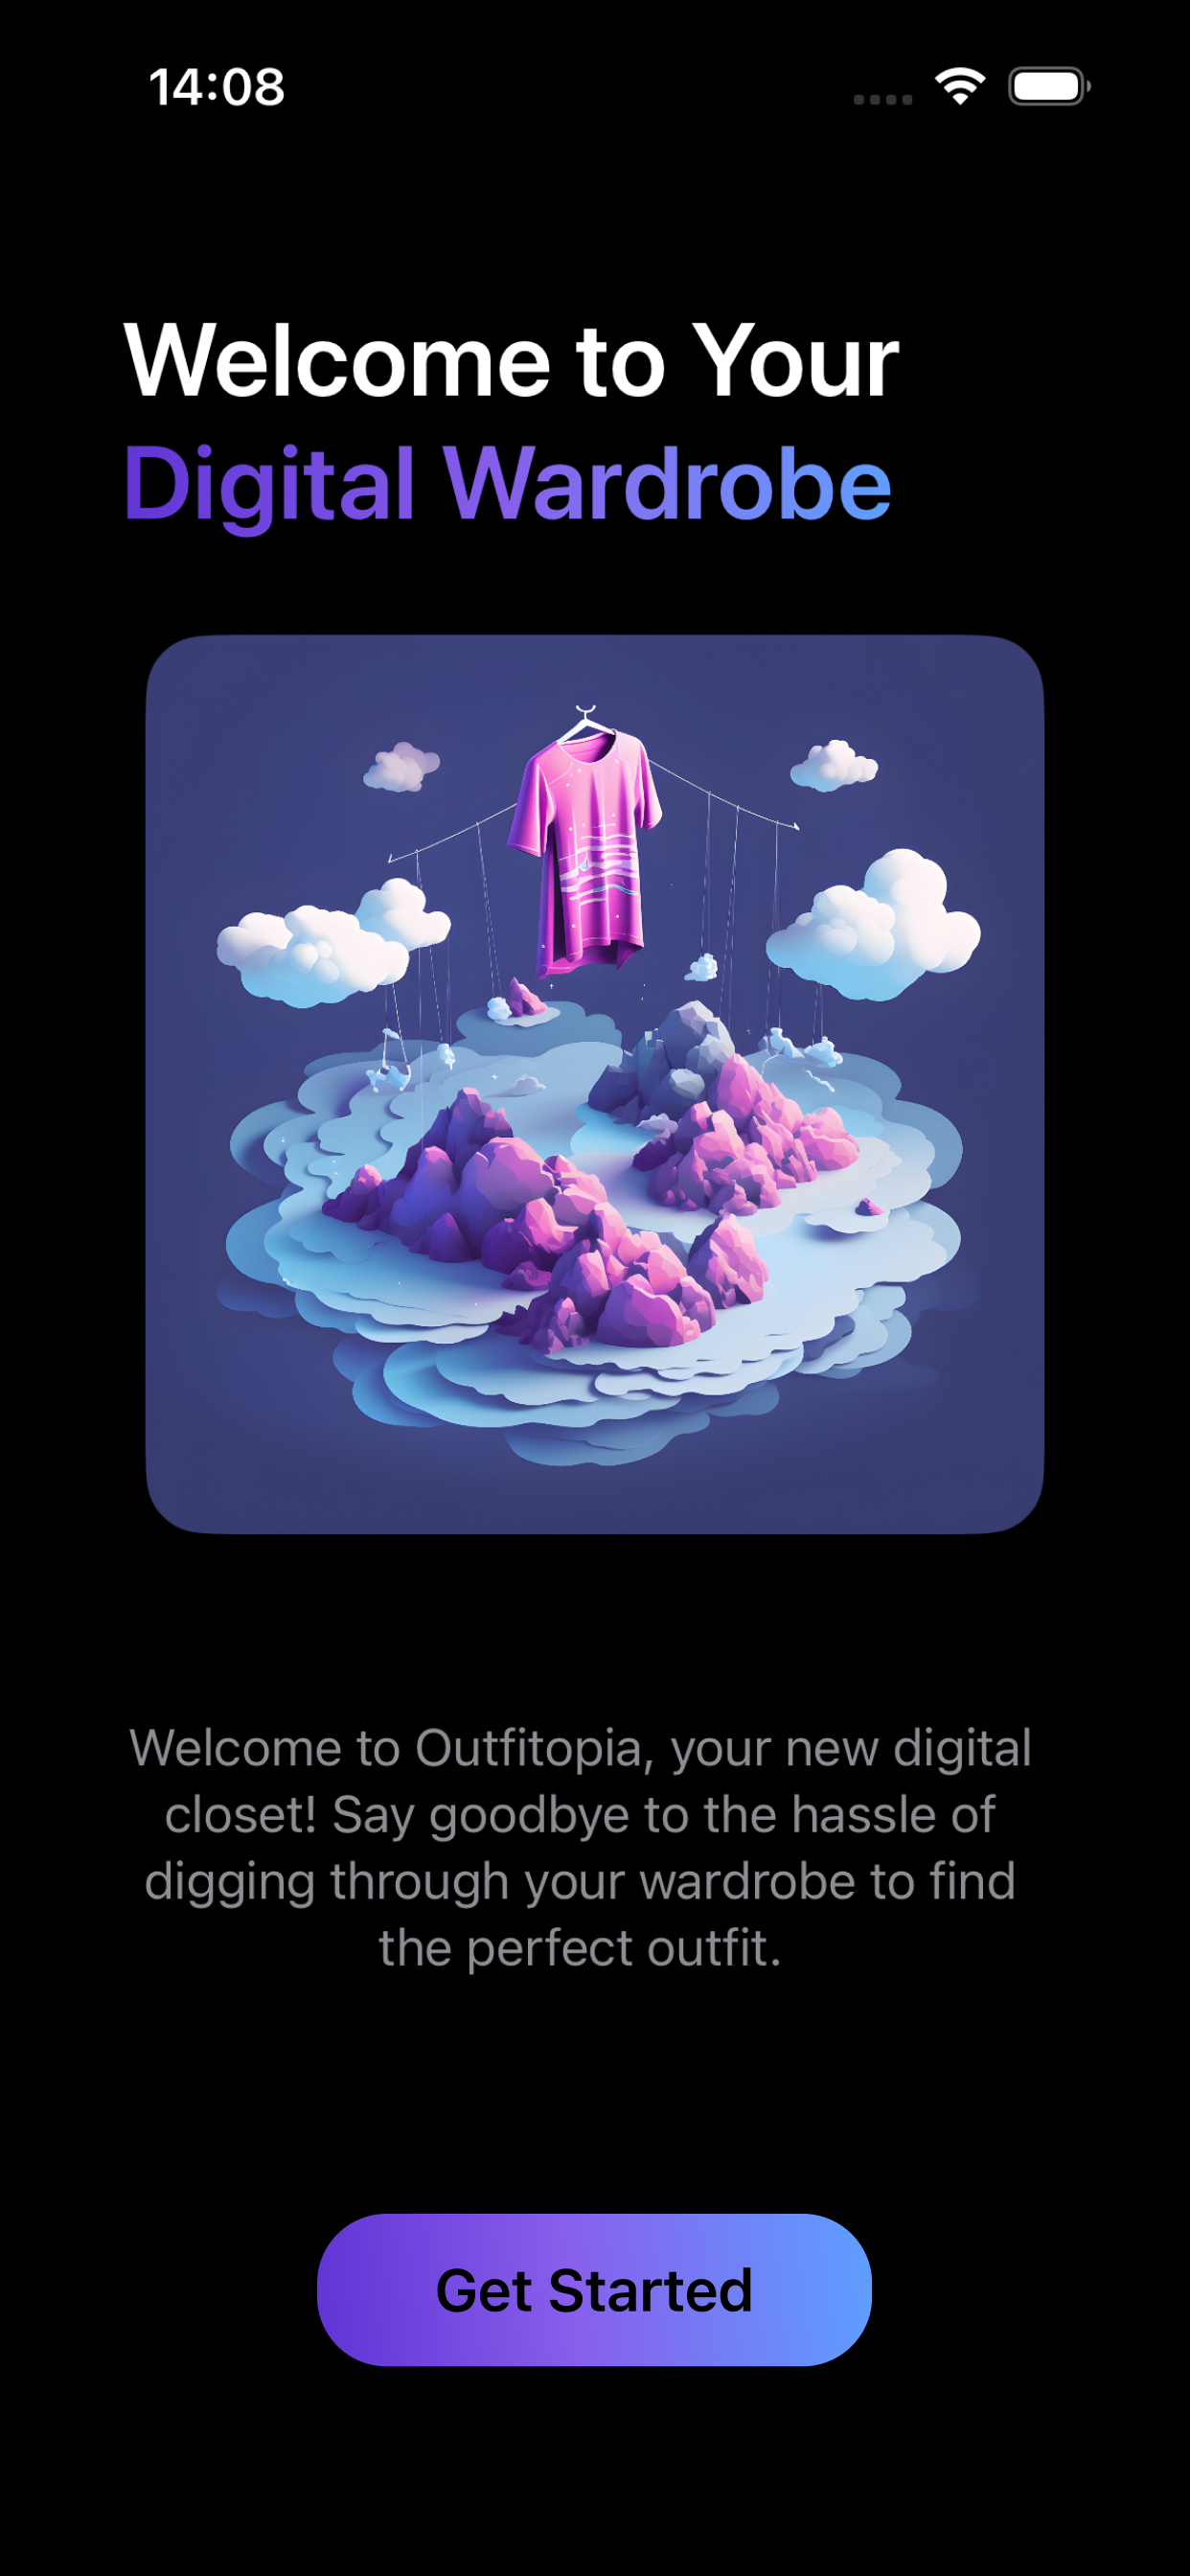 14:08
Welcome to Your
Digital Wardrobe
Welcome to Outfitopia, your new digital
closet! Say goodbye to the hassle of
digging through your wardrobe to find
the perfect outfit.
Get Started